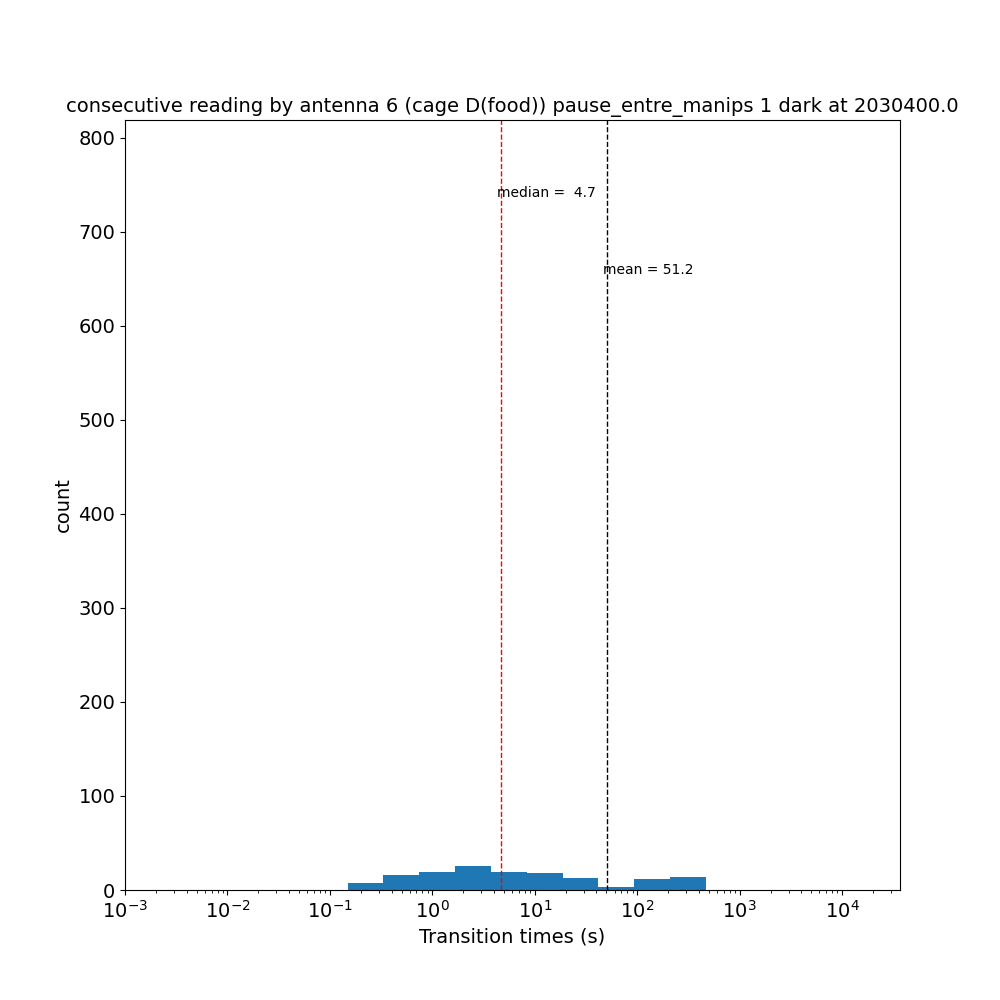 consecutive reading by antenna 6 (cage D(food)) pause_entre_manips 1 dark at 2030400.0
800
median =  4.7
700
mean = 51.2
600
500
count
400
300
200
100
0
10⁻³ 10⁻² 10⁻¹ 10⁰ 10¹ 10² 10³ 10⁴
Transition times (s)